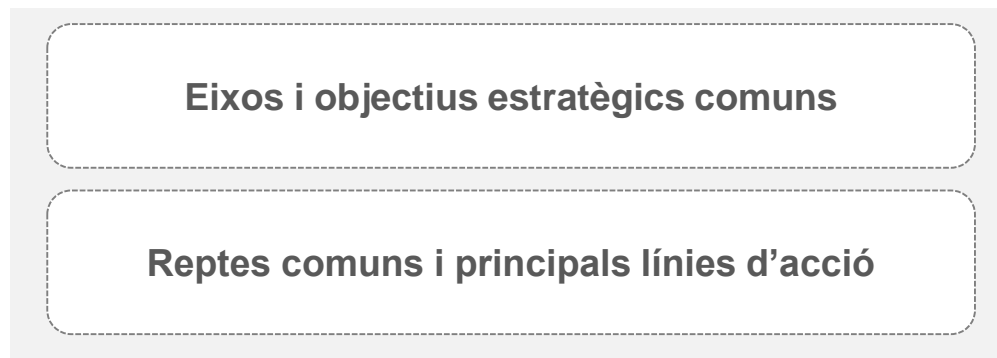 Eixos i objectius estratègics comuns
Reptes comuns i principals línies d’acció